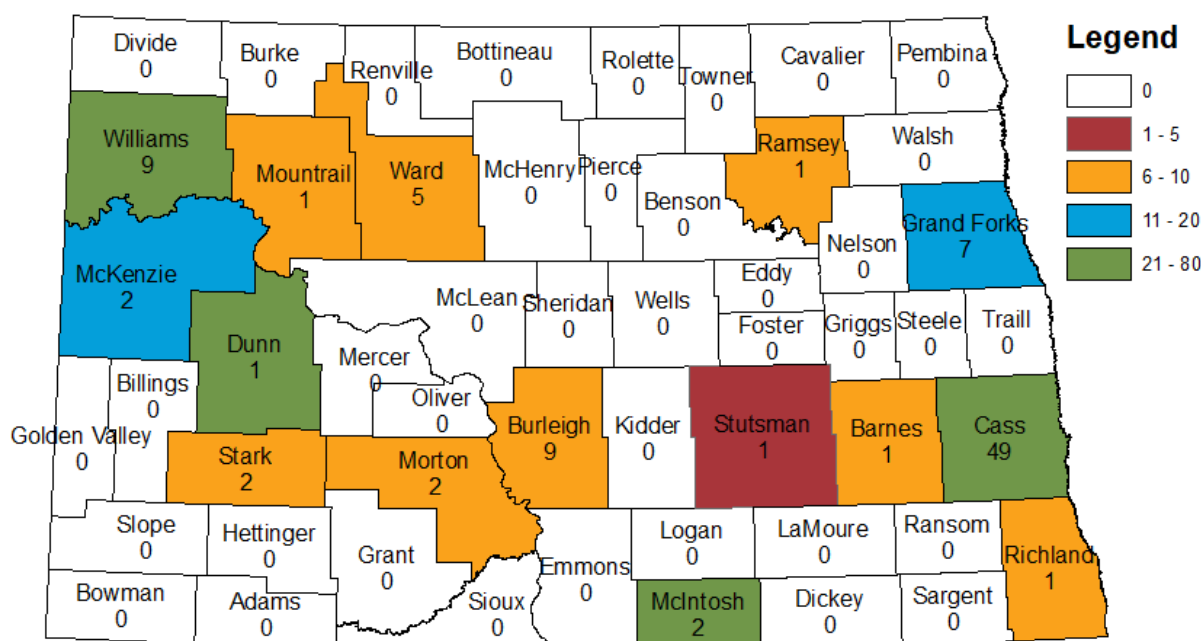 Legend
0
1 - 5
6 - 10
11 - 20
21 - 80
Divide
0
Burke
0
Renville
0
Bottineau
0
Rolette
0
Towner
0
Cavalier
0
Pembina
0
Williams
9
Mountrail
1
Ward
5
McHenry
0
Pierce
0
Benson
0
Ramsey
1
Walsh
0
Nelson
0
Grand Forks
7
McKenzie
2
Dunn
1
McLean
0
Sheridan
0
Wells
0
Eddy
0
Foster
0
Griggs
0
Steele
0
Traill
0
Mercer
0
Oliver
0
Billings
0
Golden Valley
0
Stark
2
Morton
2
Burleigh
9
Kidder
0
Stutsman
1
Barnes
1
Cass
49
Slope
0
Hettinger
0
Grant
0
Emmons
0
Logan
0
LaMoure
0
Ransom
0
Richland
1
Bowman
0
Adams
0
Sioux
0
McIntosh
2
Dickey
0
Sargent
0